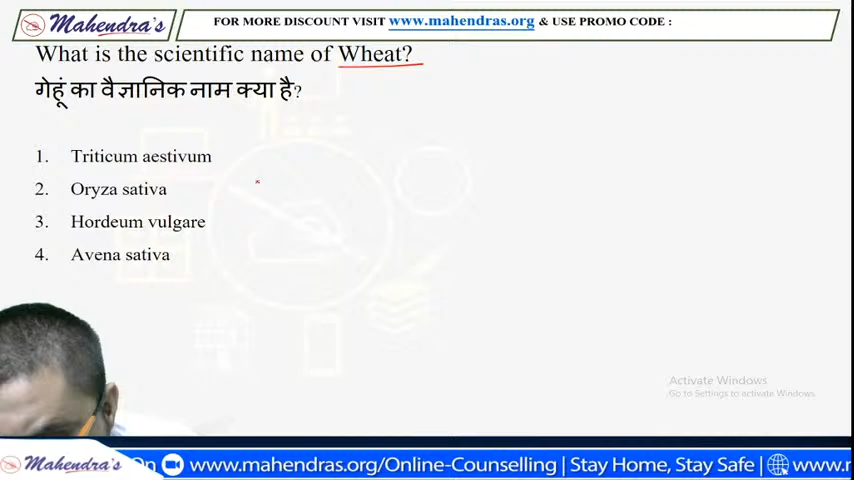 Mahendra's
FOR MORE DISCOUNT VISIT www.mahendras.org & USE PROMO CODE :
What is the scientific name of Wheat?
गेहूं का वैज्ञानिक नाम क्या है?
1. Triticum aestivum
2. Oryza sativa
3. Hordeum vulgare
4. Avena sativa
Activate Windows
Go to Settings to activate Windows.
Mahendra's On www.mahendras.org/Online-Counselling | Stay Home, Stay Safe | www.